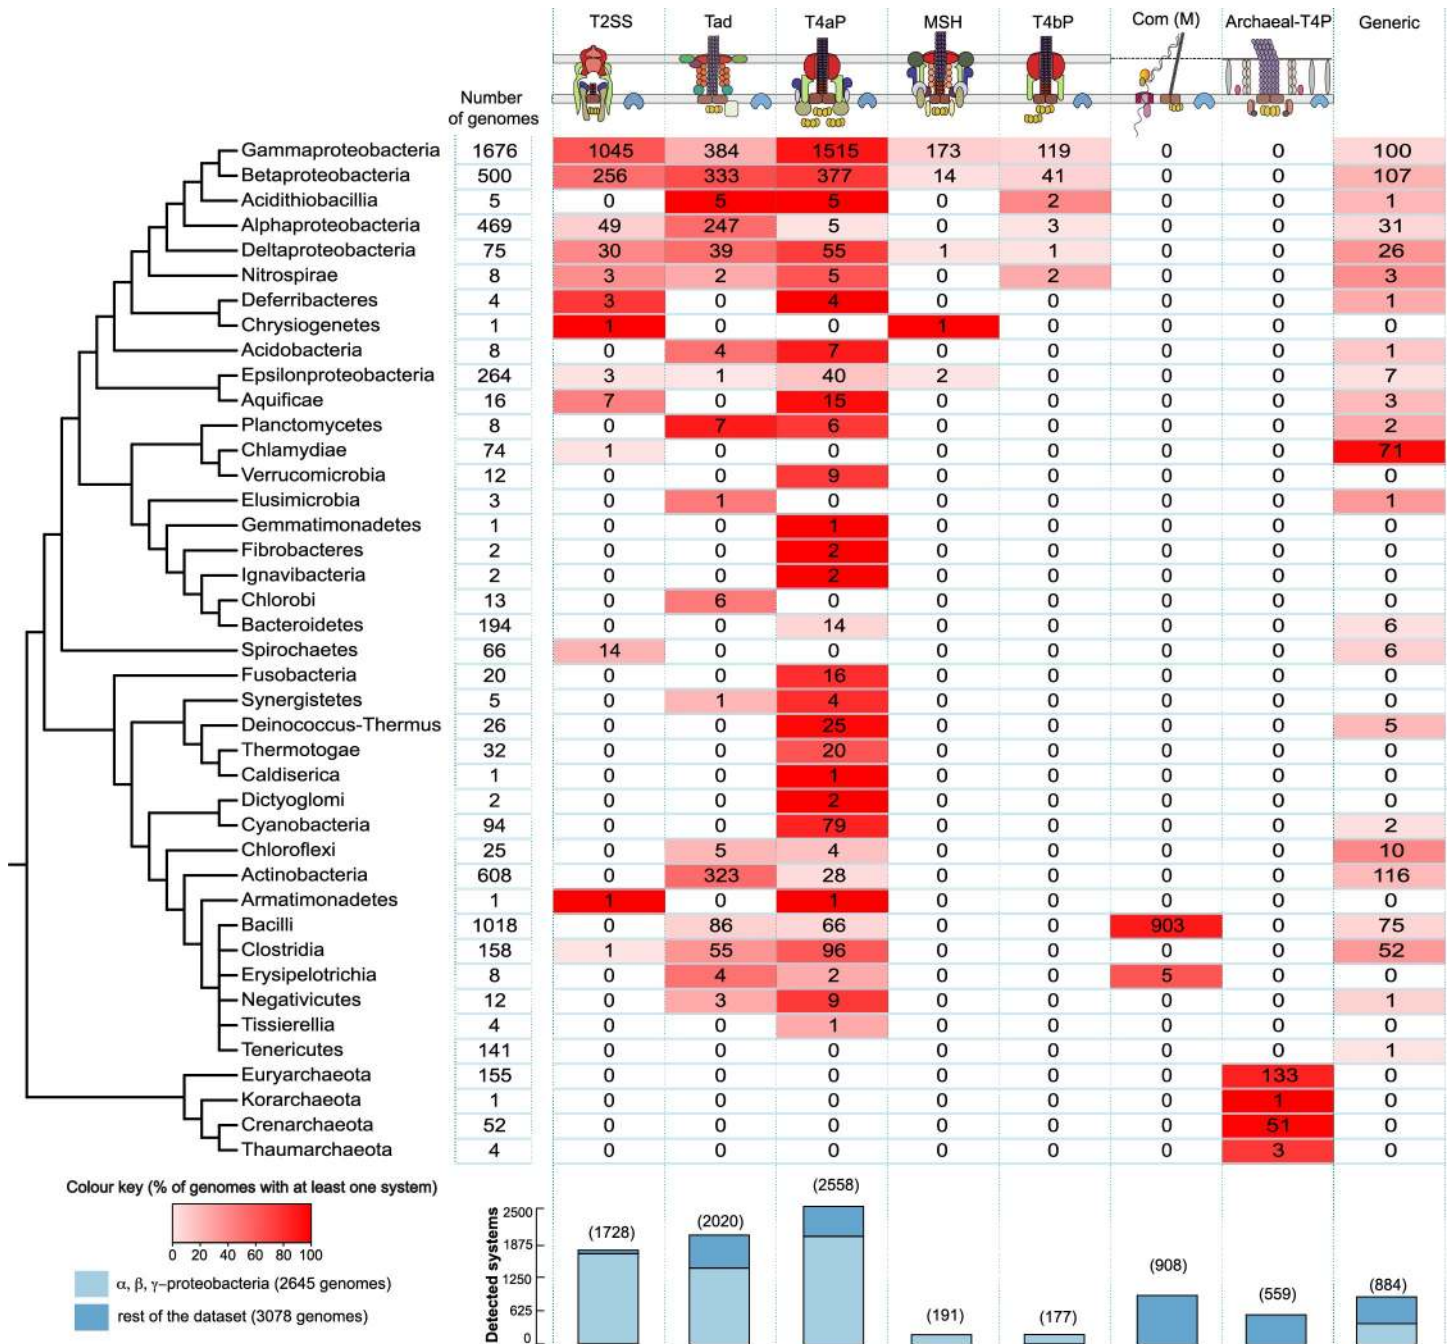 T2SS Tad T4aP MSH T4bP Com (M) Archaeal-T4P Generic
Number
of genomes
Gammaproteobacteria 1676 1045 384 1515 173 119 0 0 100
Betaproteobacteria 500 256 333 377 14 41 0 0 107
Acidithiobacillia 5 0 5 5 0 2 0 0 1
Alphaproteobacteria 469 49 247 5 0 3 0 0 31
Deltaproteobacteria 75 30 39 55 1 1 0 0 26
Nitrospirae 8 3 2 5 0 2 0 0 3
Deferribacteres 4 3 0 4 0 0 0 0 1
Chrysiogenetes 1 1 0 0 1 0 0 0 0
Acidobacteria 8 0 4 7 0 0 0 0 1
Epsilonproteobacteria 264 3 1 40 2 0 0 0 7
Aquificae 16 7 0 15 0 0 0 0 3
Planctomycetes 8 0 7 6 0 0 0 0 2
Chlamydiae 74 1 0 0 0 0 0 0 71
Verrucomicrobia 12 0 0 9 0 0 0 0 0
Elusimicrobia 3 0 1 0 0 0 0 0 1
Gemmatimonadetes 1 0 0 1 0 0 0 0 0
Fibrobacteres 2 0 0 2 0 0 0 0 0
Ignavibacteria 2 0 0 2 0 0 0 0 0
Chlorobi 13 0 6 0 0 0 0 0 0
Bacteroidetes 194 0 0 14 0 0 0 0 6
Spirochaetes 66 14 0 0 0 0 0 0 6
Fusobacteria 20 0 0 16 0 0 0 0 0
Synergistetes 5 0 1 4 0 0 0 0 0
Deinococcus-Thermus 26 0 0 25 0 0 0 0 5
Thermotogae 32 0 0 20 0 0 0 0 0
Caldiserica 1 0 0 1 0 0 0 0 0
Dictyoglomi 2 0 0 2 0 0 0 0 0
Cyanobacteria 94 0 0 79 0 0 0 0 2
Chloroflexi 25 0 5 4 0 0 0 0 10
Actinobacteria 608 0 323 28 0 0 0 0 116
Armatimonadetes 1 1 0 1 0 0 0 0 0
Bacilli 1018 0 86 66 0 0 903 0 75
Clostridia 158 1 55 96 0 0 0 0 52
Erysipelotrichia 8 0 4 2 0 0 5 0 0
Negativicutes 12 0 3 9 0 0 0 0 1
Tissierellia 4 0 0 1 0 0 0 0 0
Tenericutes 141 0 0 0 0 0 0 0 1
Euryarchaeota 155 0 0 0 0 0 0 133 0
Korarchaeota 1 0 0 0 0 0 0 1 0
Crenarchaeota 52 0 0 0 0 0 0 51 0
Thaumarchaeota 4 0 0 0 0 0 0 3 0
Colour key (% of genomes with at least one system)
0 20 40 60 80 100
α, β, γ–proteobacteria (2645 genomes)
rest of the dataset (3078 genomes)
Detected systems
2500
1875
1250
625
0
(1728) (2020) (2558) (191) (177) (908) (559) (884)